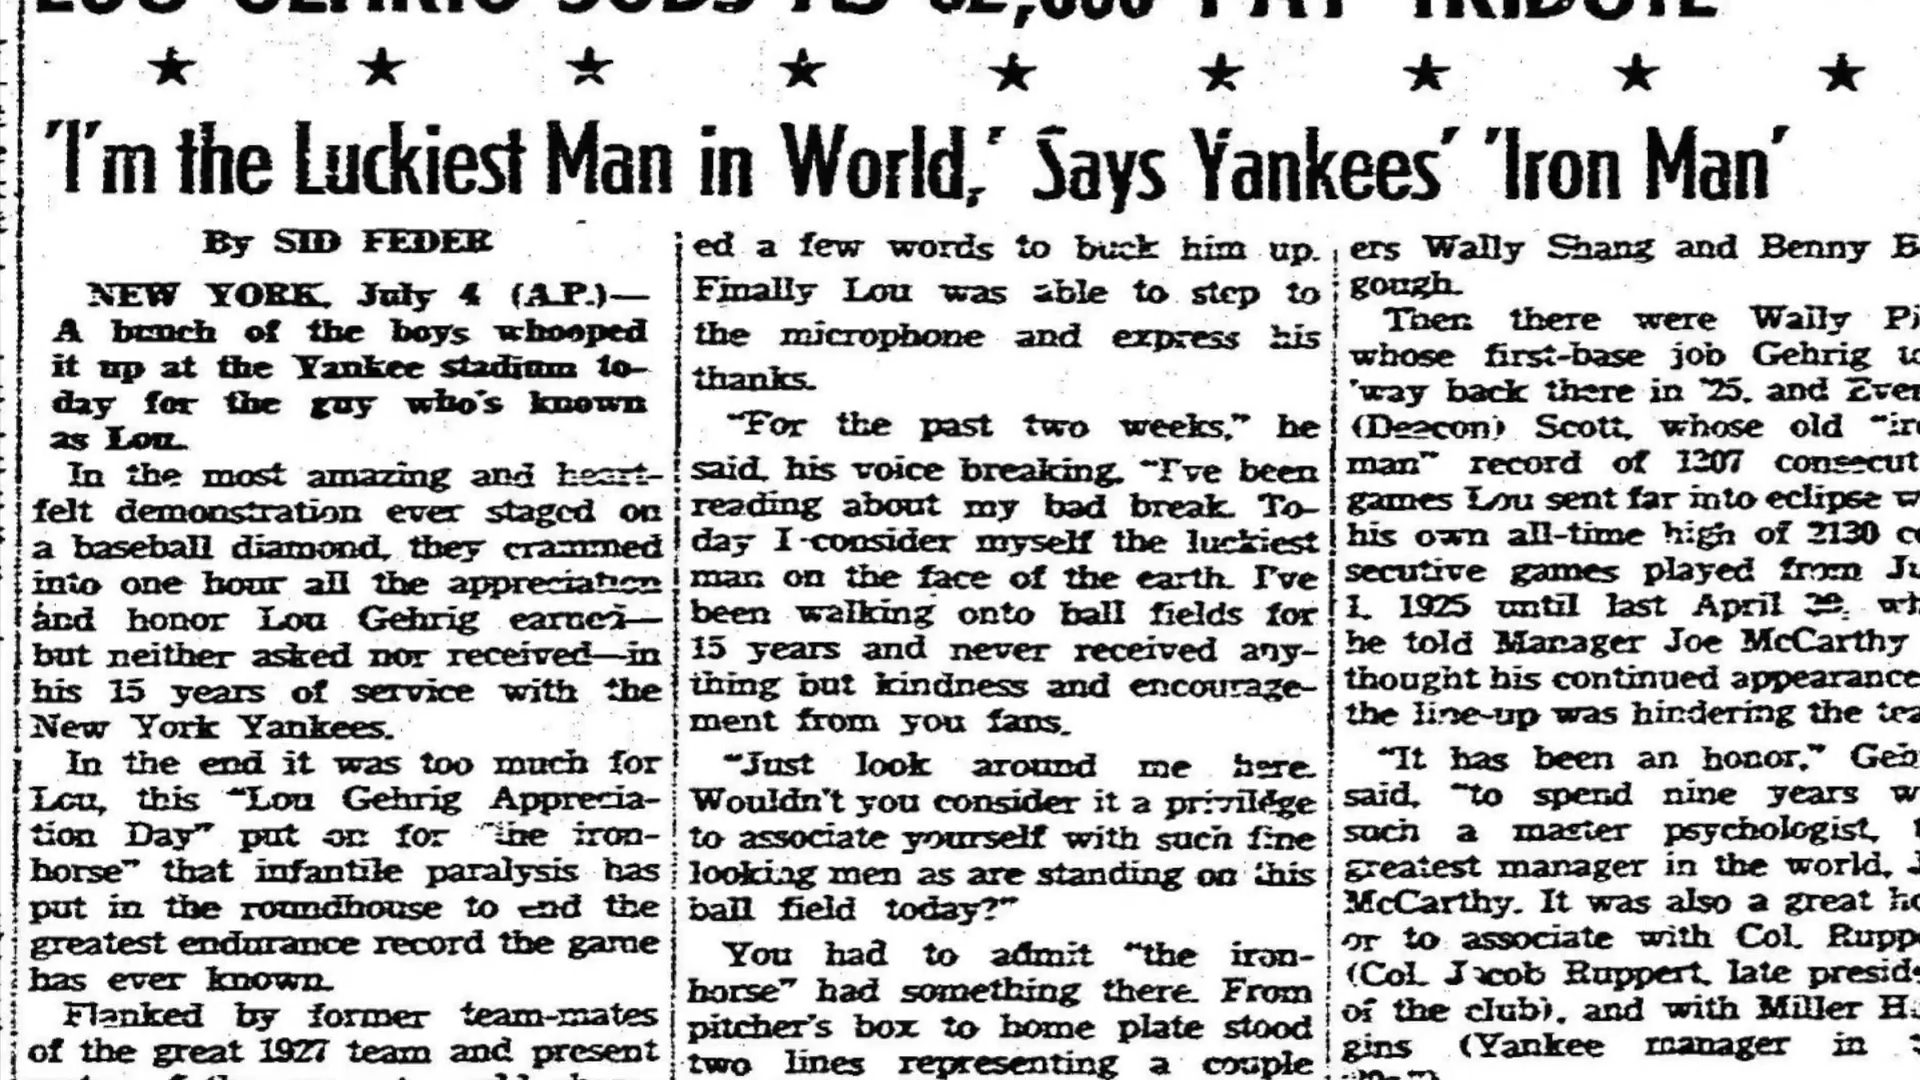 LOU GEHRIG SOBS AS 62,000 PAY TRIBUTE
'I'm the Luckiest Man in World,' Says Yankees' 'Iron Man'
By SID FEDER
NEW YORK, July 4 (A.P.)—
A bunch of the boys whooped
it up at the Yankee stadium to-
day for the guy who's known
as Lou.
In the most amazing and heart-
felt demonstration ever staged on
a baseball diamond, they crammed
into one hour all the appreciation
and honor Lou Gehrig earned—
but neither asked nor received—in
his 15 years of service with the
New York Yankees.
In the end it was too much for
Lou, this "Lou Gehrig Apprecia-
tion Day" put on for "the iron-
horse" that infantile paralysis has
put in the roundhouse to end the
greatest endurance record the game
has ever known.
Flanked by former team-mates
of the great 1927 team and present
ed a few words to buck him up.
Finally Lou was able to step to
the microphone and express his
thanks.
"For the past two weeks," he
said, his voice breaking, "I've been
reading about my bad break. To-
day I consider myself the luckiest
man on the face of the earth. I've
been walking onto ball fields for
15 years and never received any-
thing but kindness and encourage-
ment from you fans.
"Just look around me here.
Wouldn't you consider it a privilege
to associate yourself with such fine
looking men as are standing on this
ball field today?"
You had to admit "the iron-
horse" had something there. From
pitcher's box to home plate stood
two lines representing a couple
ers Wally Shang and Benny B
gough.
Then there were Wally Pi
whose first-base job Gehrig to
'way back there in '25, and Ever
(Deacon) Scott, whose old "iro
man" record of 1307 consecut
games Lou sent far into eclipse w
his own all-time high of 2130 co
secutive games played from Ju
1, 1925 until last April wh
he told Manager Joe McCarthy
thought his continued appearance
the line-up was hindering the tea
"It has been an honor," Geh
said, "to spend nine years w
such a master psychologist, t
greatest manager in the world, J
McCarthy. It was also a great ho
or to associate with Col. Ruppe
(Col. Jacob Ruppert, late preside
of the club), and with Miller Hu
gins (Yankee manager in